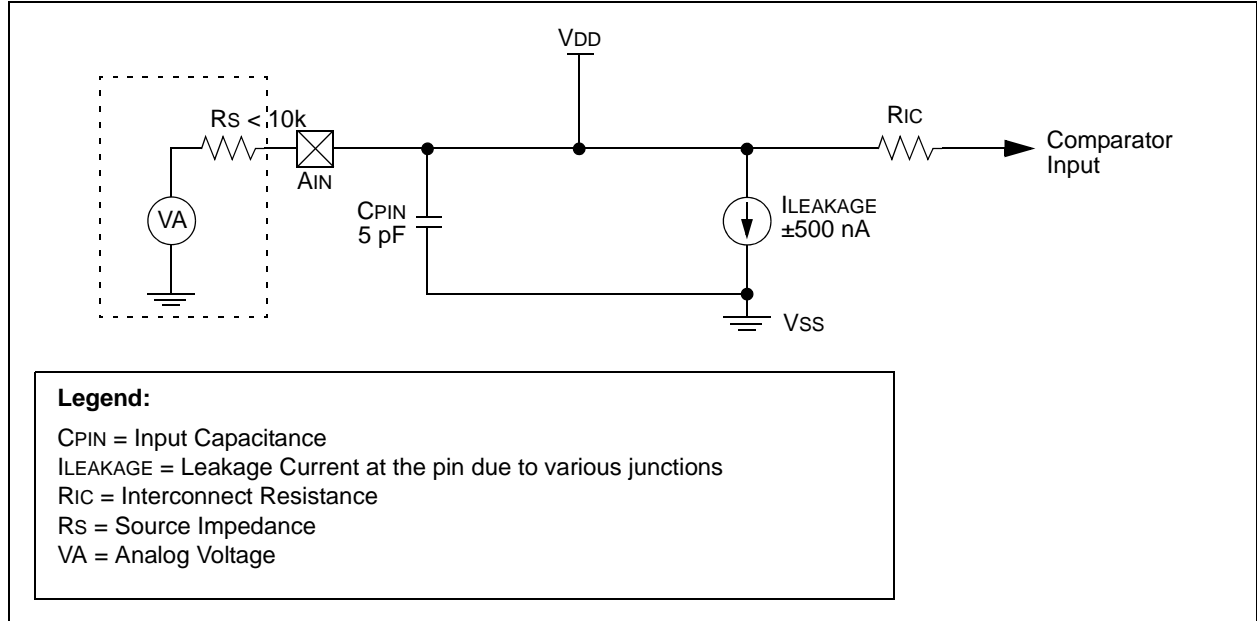 VDD
RS < 10k
RIC
Comparator
Input
AIN
CPIN
5 pF
ILEAKAGE
±500 nA
VA
VSS
Legend:
CPIN = Input Capacitance
ILEAKAGE = Leakage Current at the pin due to various junctions
RIC = Interconnect Resistance
RS = Source Impedance
VA = Analog Voltage